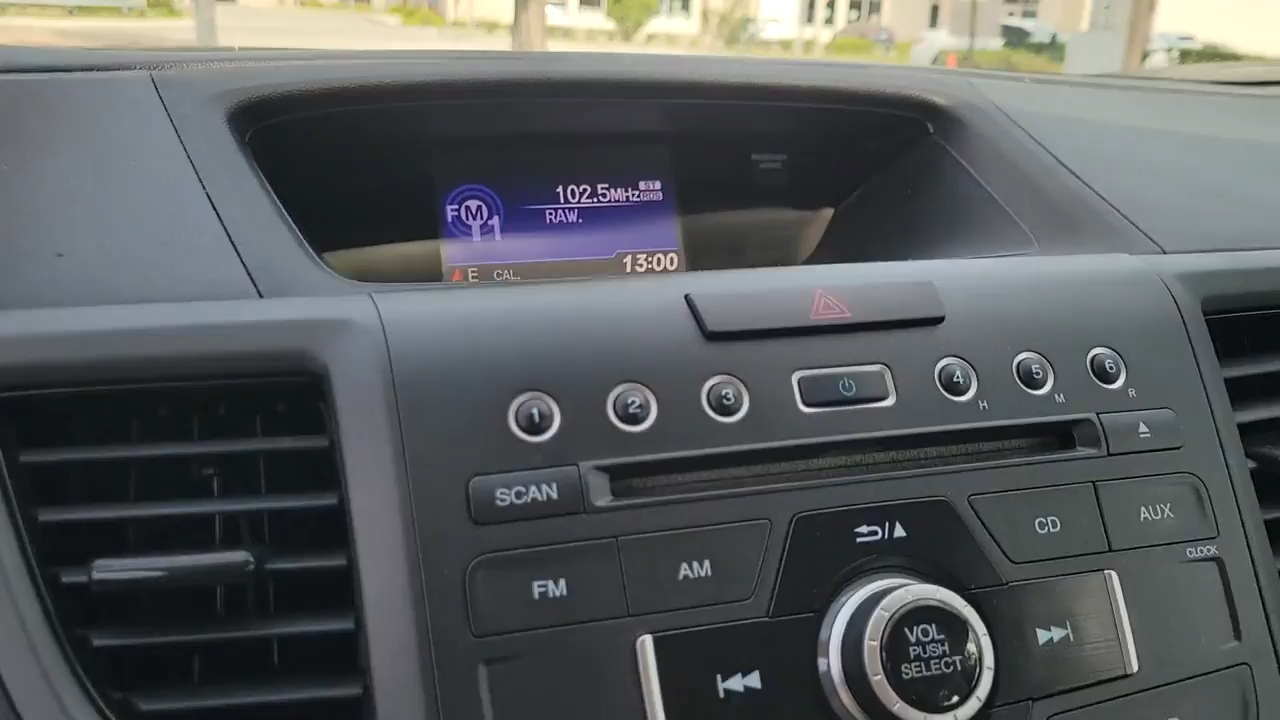 102.5MHz ST
RDS
FM
1
RAW.
13:00
E CAL.
1 2 3 4 5 6
H M R
SCAN
CD AUX
CLOCK
FM AM
VOL
PUSH
SELECT